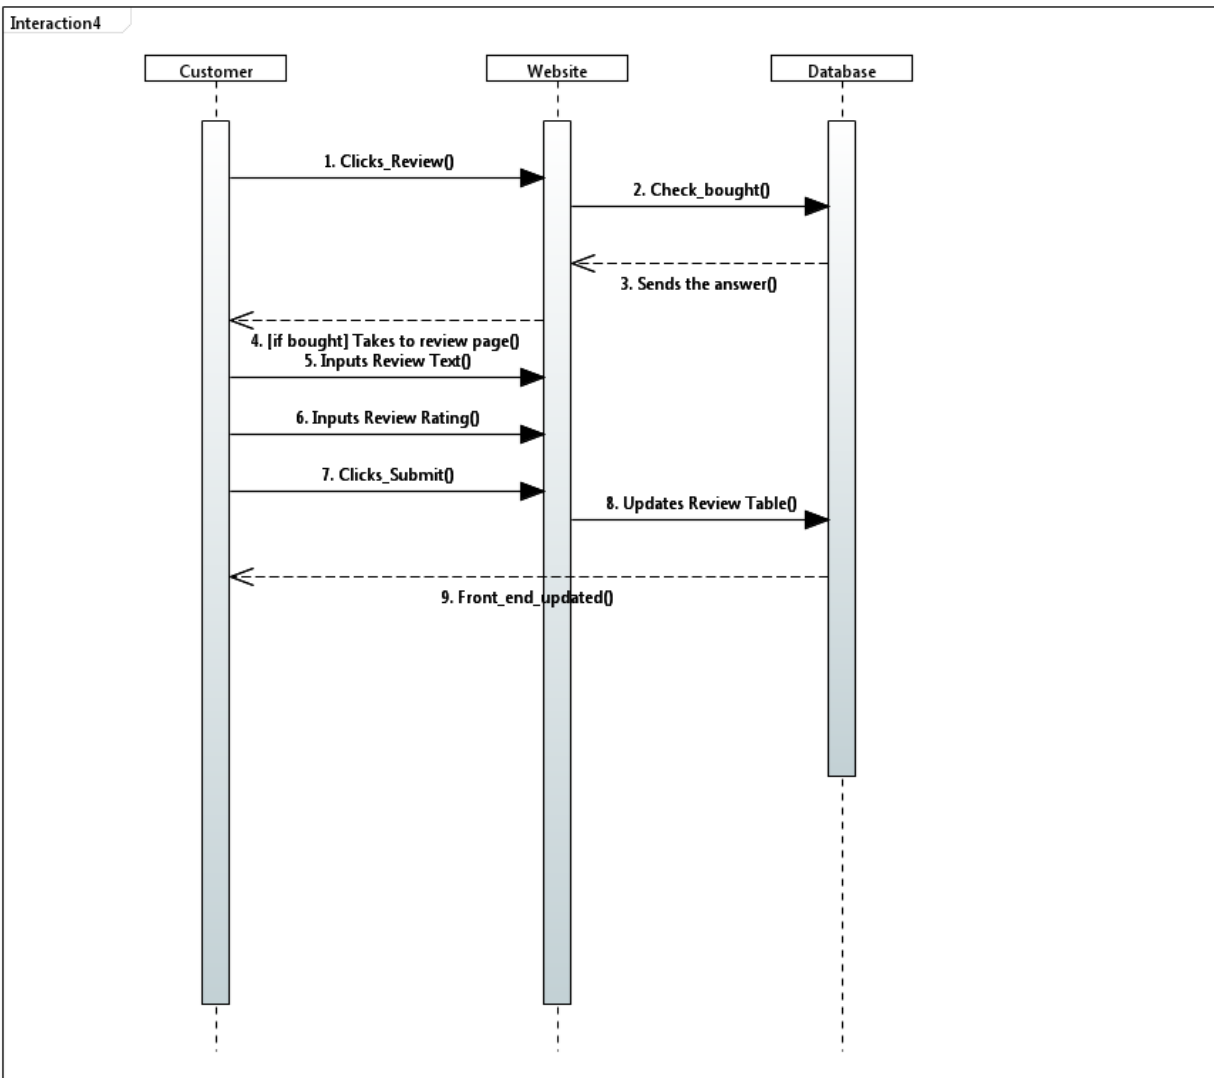 Interaction4
Customer
Website
Database
1. Clicks_Review()
2. Check_bought()
3. Sends the answer()
4. [if bought] Takes to review page()
5. Inputs Review Text()
6. Inputs Review Rating()
7. Clicks_Submit()
8. Updates Review Table()
9. Front_end_updated()